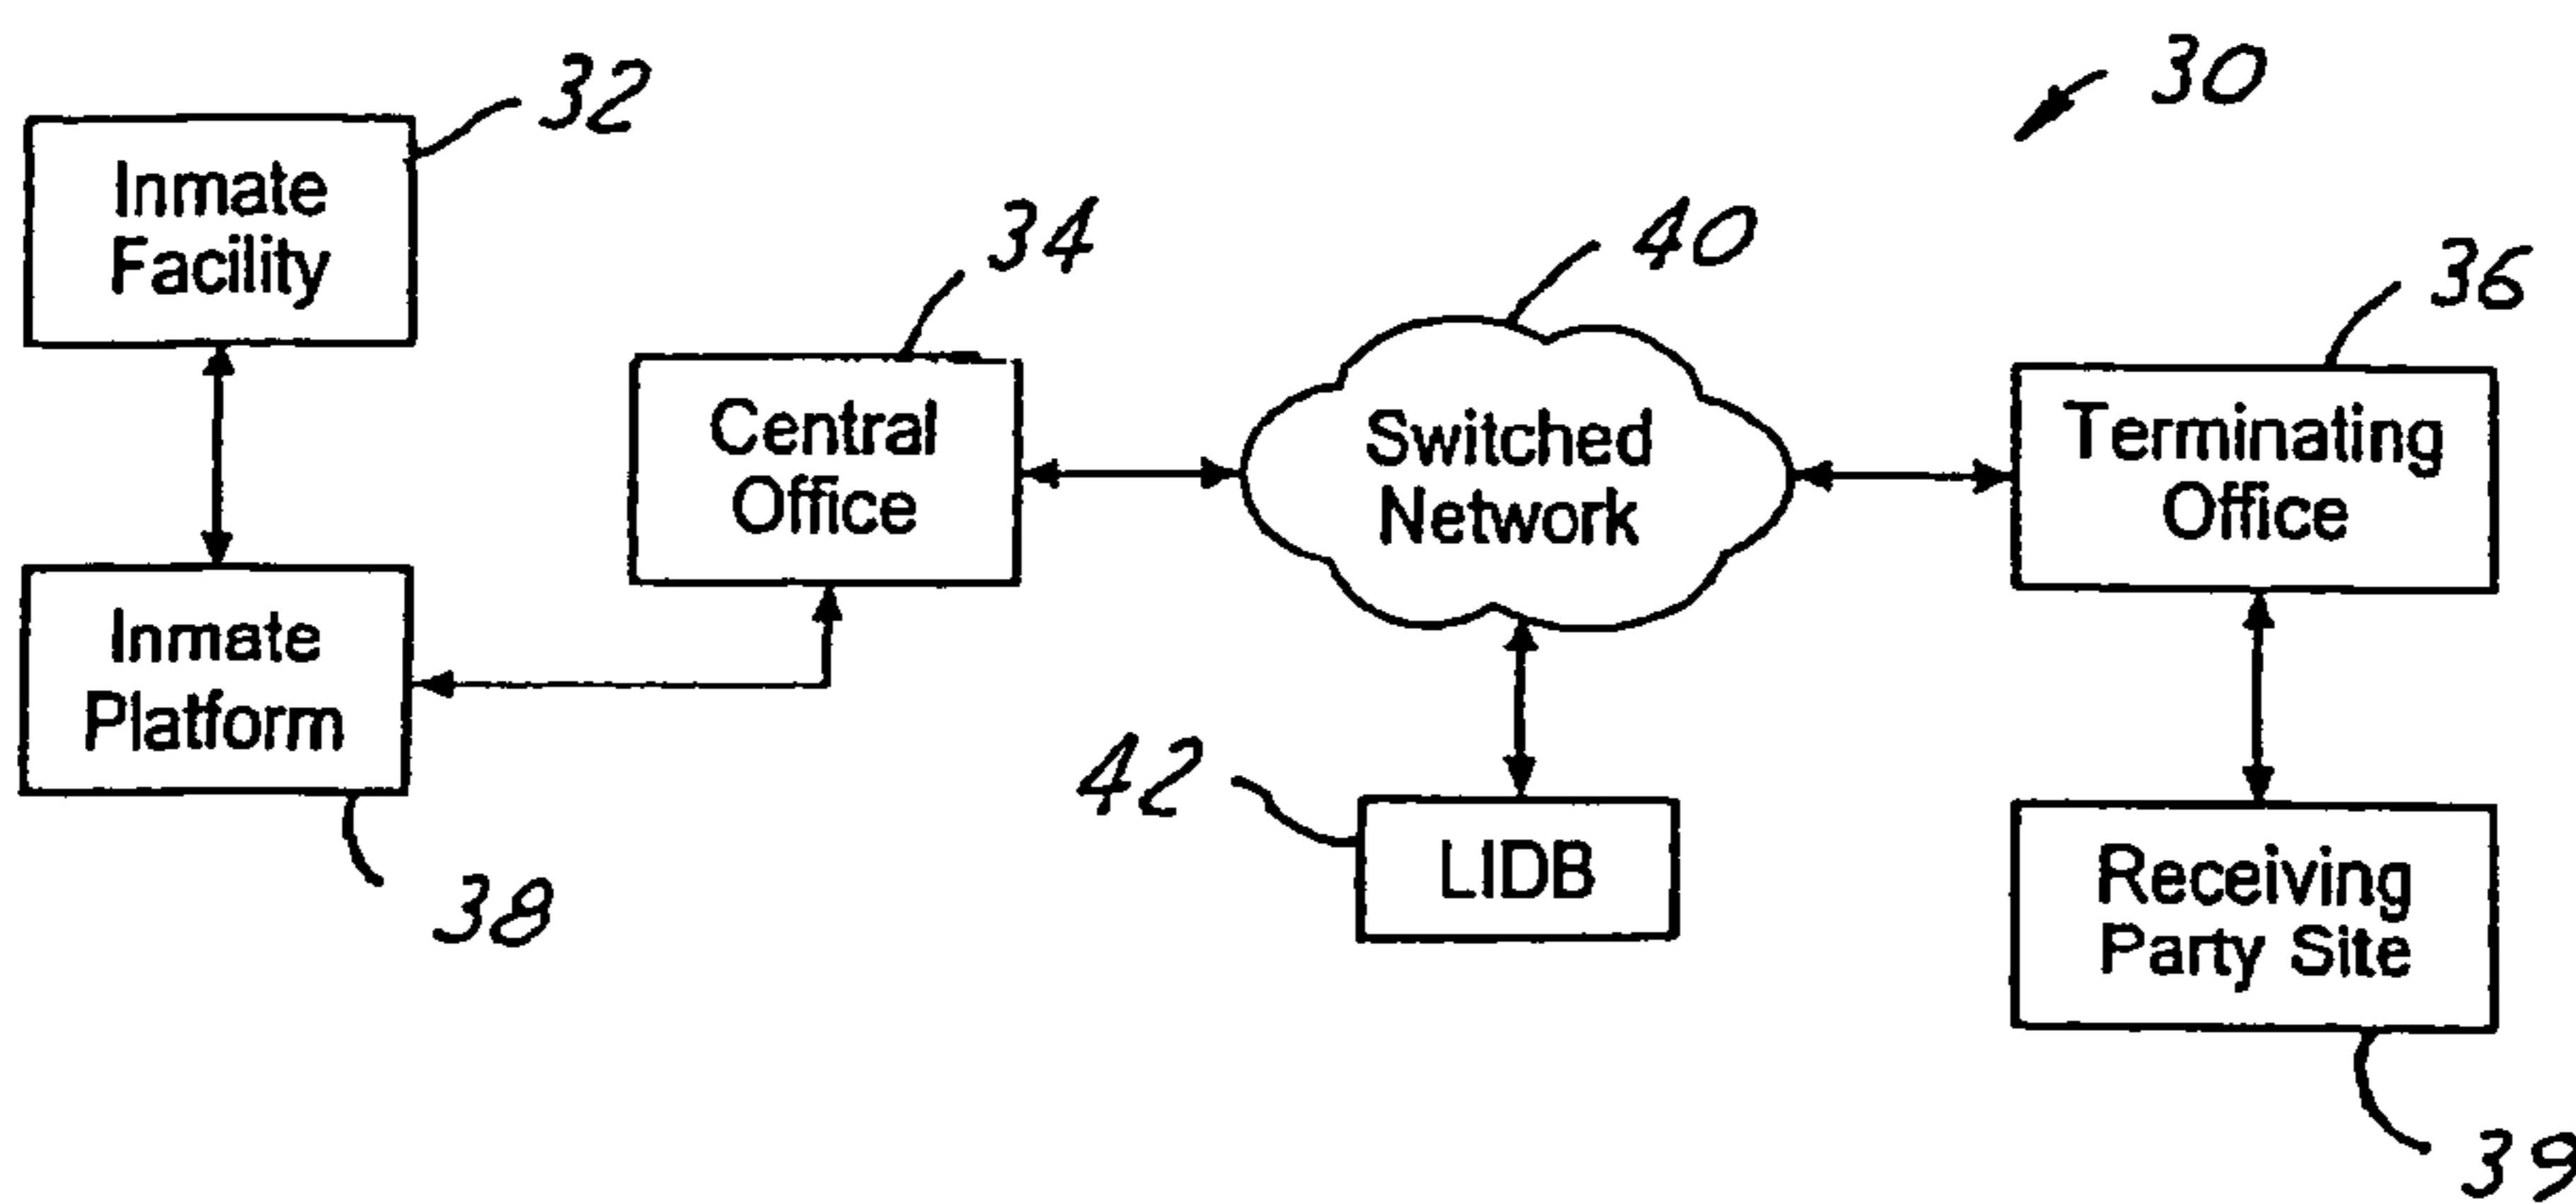 30
32
Inmate
Facility
34
Central
Office
40
Switched
Network
36
Terminating
Office
Inmate
Platform
38
42
LIDB
Receiving
Party Site
39